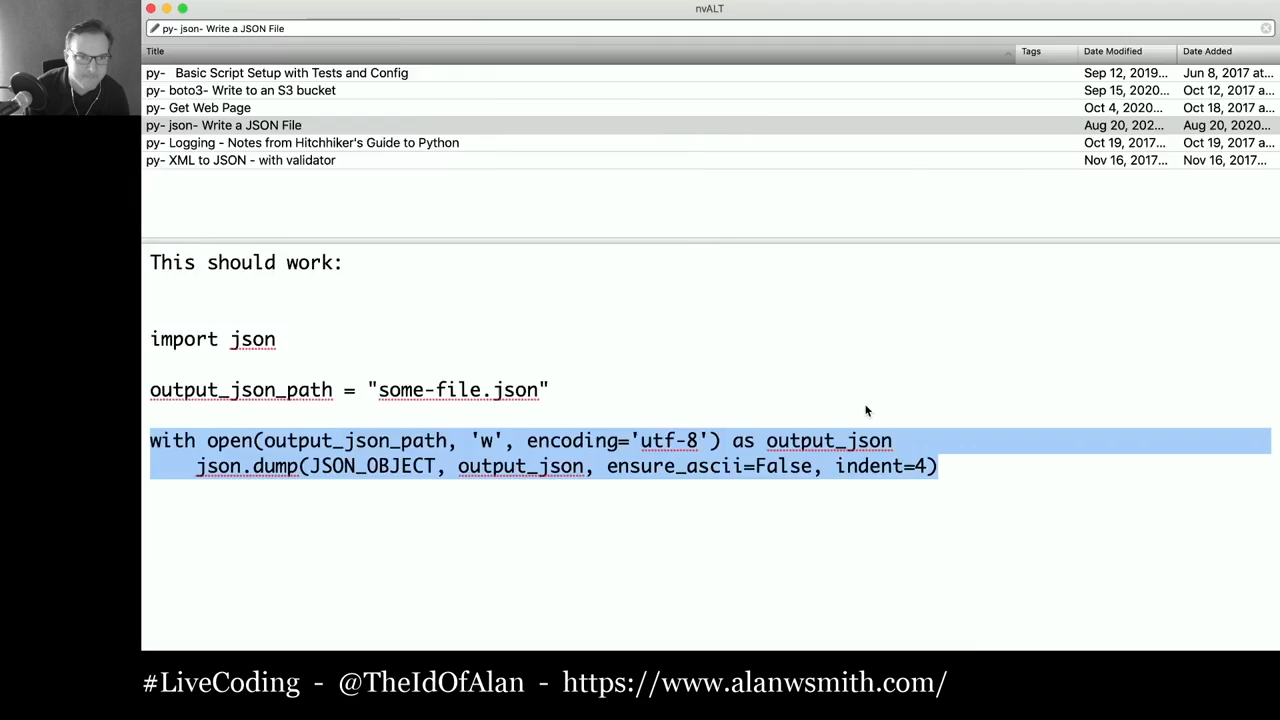 nvALT
py- json- Write a JSON File
Title Tags Date Modified Date Added
py- Basic Script Setup with Tests and Config Sep 12, 2019... Jun 8, 2017 at...
py- boto3- Write to an S3 bucket Sep 15, 2020... Oct 12, 2017 a...
py- Get Web Page Oct 4, 2020... Oct 18, 2017 a...
py- json- Write a JSON File Aug 20, 202... Aug 20, 2020...
py- Logging - Notes from Hitchhiker's Guide to Python Oct 19, 2017... Oct 19, 2017 a...
py- XML to JSON - with validator Nov 16, 2017... Nov 16, 2017...
This should work:
import json
output_json_path = "some-file.json"
with open(output_json_path, 'w', encoding='utf-8') as output_json
json.dump(JSON_OBJECT, output_json, ensure_ascii=False, indent=4)
#LiveCoding - @TheIdOfAlan - https://www.alanwsmith.com/